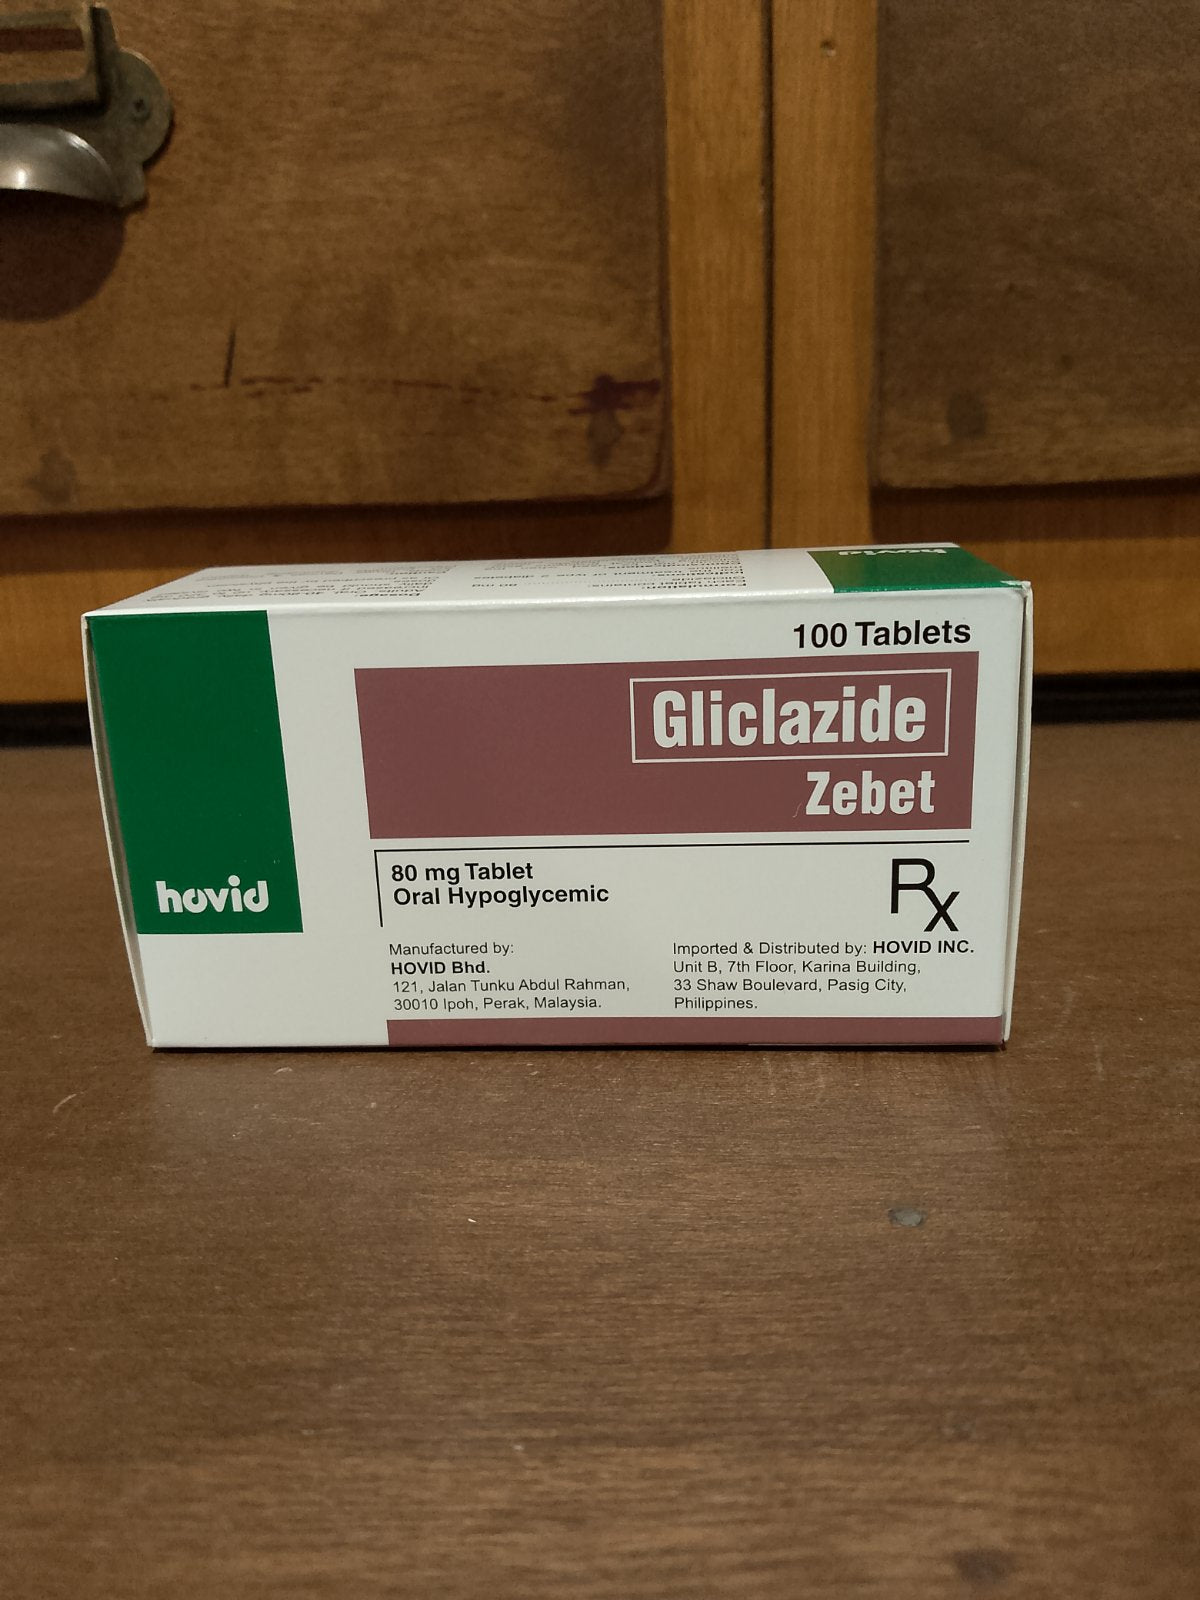 hovid
100 Tablets
Gliclazide
Zebet
80 mg Tablet
Oral Hypoglycemic
Rx
hovid
Manufactured by:
HOVID Bhd.
121, Jalan Tunku Abdul Rahman,
30010 Ipoh, Perak, Malaysia.
Imported & Distributed by: HOVID INC.
Unit B, 7th Floor, Karina Building,
33 Shaw Boulevard, Pasig City,
Philippines.